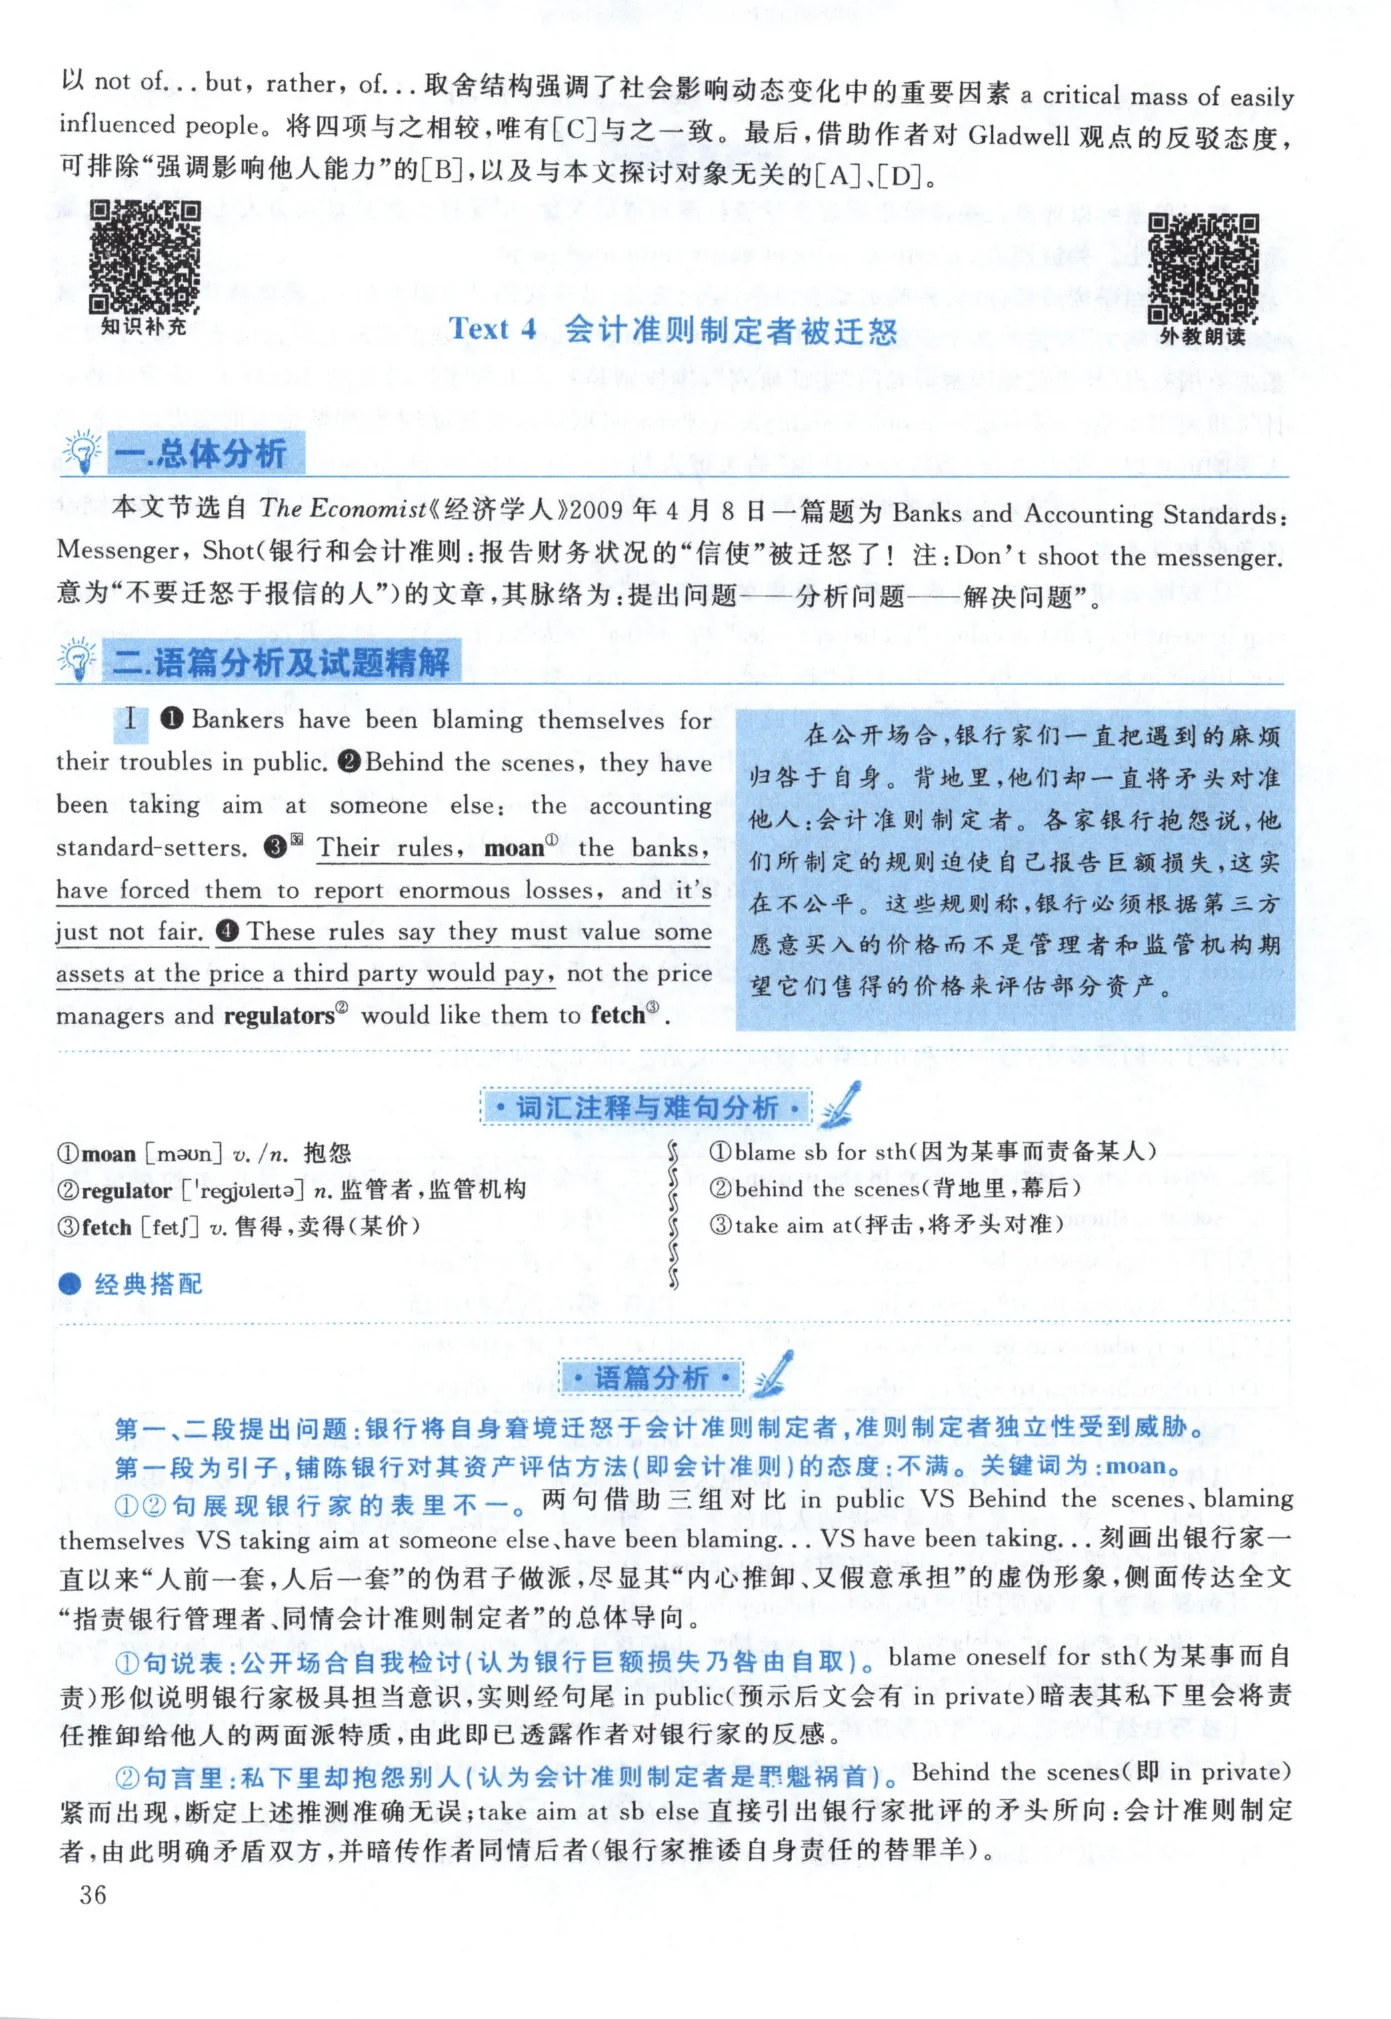 以 not of... but, rather, of... 取舍结构强调了社会影响动态变化中的重要因素 a critical mass of easily
influenced people。将四项与之相较,唯有[C]与之一致。最后,借助作者对 Gladwell 观点的反驳态度,
可排除“强调影响他人能力”的[B],以及与本文探讨对象无关的[A]、[D]。
知识补充
外教朗读
Text 4 会计准则制定者被迁怒
一.总体分析
本文节选自 The Economist《经济学人》2009 年 4 月 8 日一篇题为 Banks and Accounting Standards:
Messenger, Shot(银行和会计准则:报告财务状况的“信使”被迁怒了! 注:Don't shoot the messenger.
意为“不要迁怒于报信的人”)的文章,其脉络为:提出问题——分析问题——解决问题”。
二.语篇分析及试题精解
Ⅰ ❶ Bankers have been blaming themselves for
their troubles in public. ❷Behind the scenes, they have
been taking aim at someone else: the accounting
standard-setters. ❸36 Their rules, moan① the banks,
have forced them to report enormous losses, and it's
just not fair. ❹ These rules say they must value some
assets at the price a third party would pay, not the price
managers and regulators② would like them to fetch③.
在公开场合,银行家们一直把遇到的麻烦
归咎于自身。背地里,他们却一直将矛头对准
他人:会计准则制定者。各家银行抱怨说,他
们所制定的规则迫使自己报告巨额损失,这实
在不公平。这些规则称,银行必须根据第三方
愿意买入的价格而不是管理者和监管机构期
望它们售得的价格来评估部分资产。
·词汇注释与难句分析·
①moan [məʊn] v. /n. 抱怨
②regulator [ˈregjʊleɪtə] n. 监管者,监管机构
③fetch [fetʃ] v. 售得,卖得(某价)
● 经典搭配
①blame sb for sth(因为某事而责备某人)
②behind the scenes(背地里,幕后)
③take aim at(抨击,将矛头对准)
·语篇分析·
第一、二段提出问题:银行将自身窘境迁怒于会计准则制定者,准则制定者独立性受到威胁。
第一段为引子,铺陈银行对其资产评估方法(即会计准则)的态度:不满。关键词为:moan。
①②句展现银行家的表里不一。两句借助三组对比 in public VS Behind the scenes、blaming
themselves VS taking aim at someone else、have been blaming... VS have been taking... 刻画出银行家一
直以来“人前一套,人后一套”的伪君子做派,尽显其“内心推卸、又假意承担”的虚伪形象,侧面传达全文
“指责银行管理者、同情会计准则制定者”的总体导向。
①句说表:公开场合自我检讨(认为银行巨额损失乃咎由自取)。blame oneself for sth(为某事而自
责)形似说明银行家极具担当意识,实则经句尾 in public(预示后文会有 in private)暗表其私下里会将责
任推卸给他人的两面派特质,由此即已透露作者对银行家的反感。
②句言里:私下里却抱怨别人(认为会计准则制定者是罪魁祸首)。Behind the scenes(即 in private)
紧而出现,断定上述推测准确无误;take aim at sb else 直接引出银行家批评的矛头所向:会计准则制定
者,由此明确矛盾双方,并暗传作者同情后者(银行家推诿自身责任的替罪羊)。
36